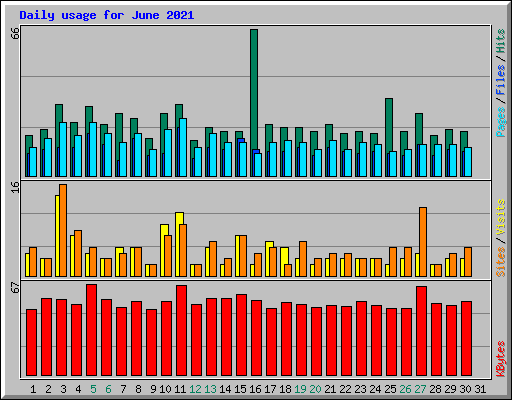 Daily usage for June 2021
66
Pages / Files / Hits
16
Sites / Visits
67
KBytes
1 2 3 4 5 6 7 8 9 10 11 12 13 14 15 16 17 18 19 20 21 22 23 24 25 26 27 28 29 30 31